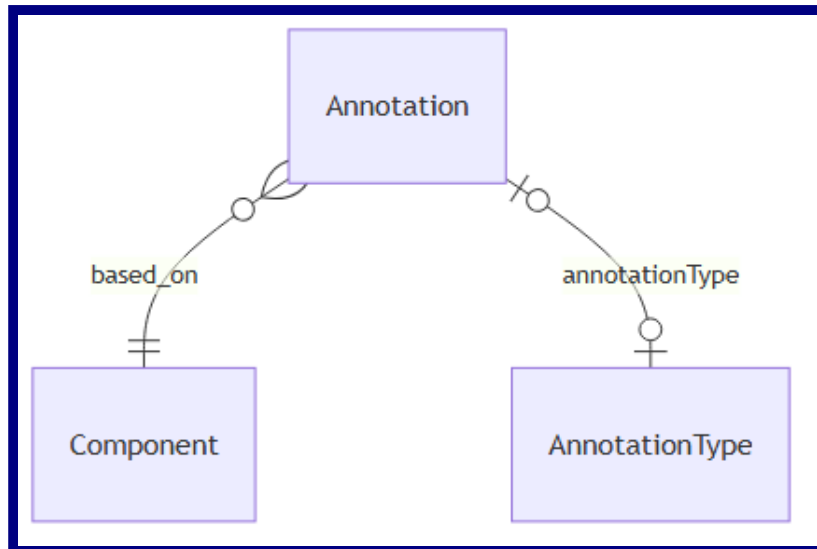 Annotation
based_on
annotationType
Component
AnnotationType